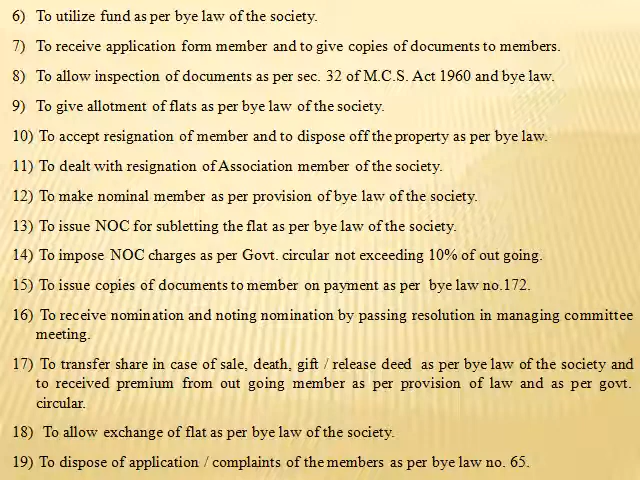 6) To utilize fund as per bye law of the society.
7) To receive application form member and to give copies of documents to members.
8) To allow inspection of documents as per sec. 32 of M.C.S. Act 1960 and bye law.
9) To give allotment of flats as per bye law of the society.
10) To accept resignation of member and to dispose off the property as per bye law.
11) To dealt with resignation of Association member of the society.
12) To make nominal member as per provision of bye law of the society.
13) To issue NOC for subletting the flat as per bye law of the society.
14) To impose NOC charges as per Govt. circular not exceeding 10% of out going.
15) To issue copies of documents to member on payment as per bye law no.172.
16) To receive nomination and noting nomination by passing resolution in managing committee
meeting.
17) To transfer share in case of sale, death, gift / release deed as per bye law of the society and
to received premium from out going member as per provision of law and as per govt.
circular.
18) To allow exchange of flat as per bye law of the society.
19) To dispose of application / complaints of the members as per bye law no. 65.